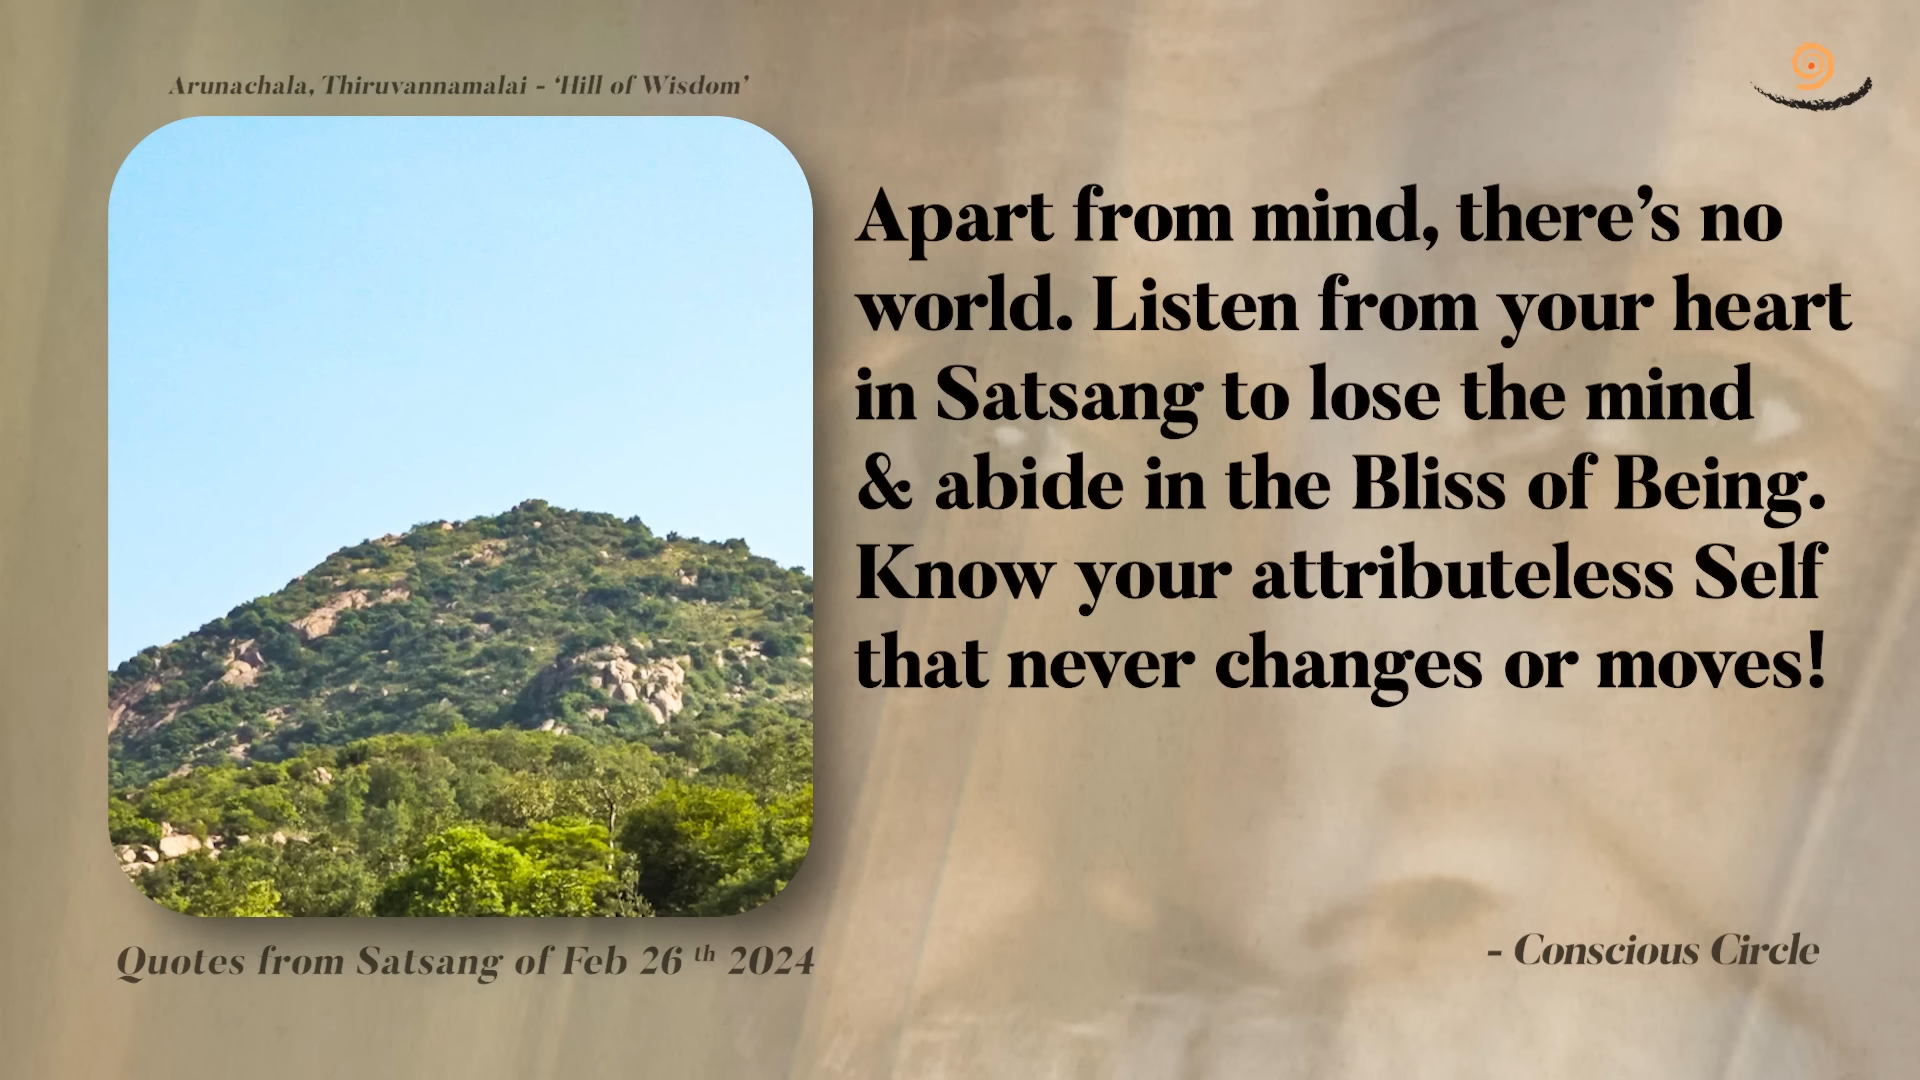 Arunachala, Thiruvannamalai - ‘Hill of Wisdom’
Apart from mind, there’s no
world. Listen from your heart
in Satsang to lose the mind
& abide in the Bliss of Being.
Know your attributeless Self
that never changes or moves!
Quotes from Satsang of Feb 26 th 2024
- Conscious Circle